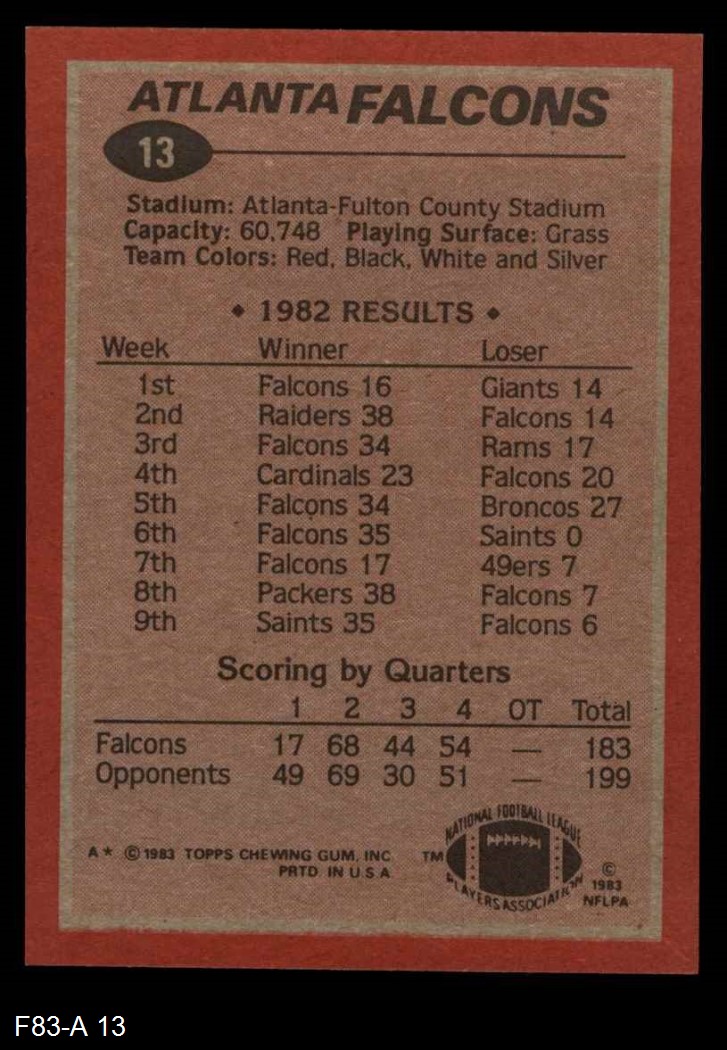 ATLANTA FALCONS
13
Stadium: Atlanta-Fulton County Stadium
Capacity: 60,748 Playing Surface: Grass
Team Colors: Red, Black, White and Silver
• 1982 RESULTS •
Week Winner Loser
1st Falcons 16 Giants 14
2nd Raiders 38 Falcons 14
3rd Falcons 34 Rams 17
4th Cardinals 23 Falcons 20
5th Falcons 34 Broncos 27
6th Falcons 35 Saints 0
7th Falcons 17 49ers 7
8th Packers 38 Falcons 7
9th Saints 35 Falcons 6
Scoring by Quarters
1 2 3 4 OT Total
Falcons 17 68 44 54 — 183
Opponents 49 69 30 51 — 199
A* © 1983 TOPPS CHEWING GUM, INC.
PRTD. IN U.S.A.
TM
NATIONAL FOOTBALL LEAGUE
PLAYERS ASSOCIATION
©
1983
NFLPA
F83-A 13